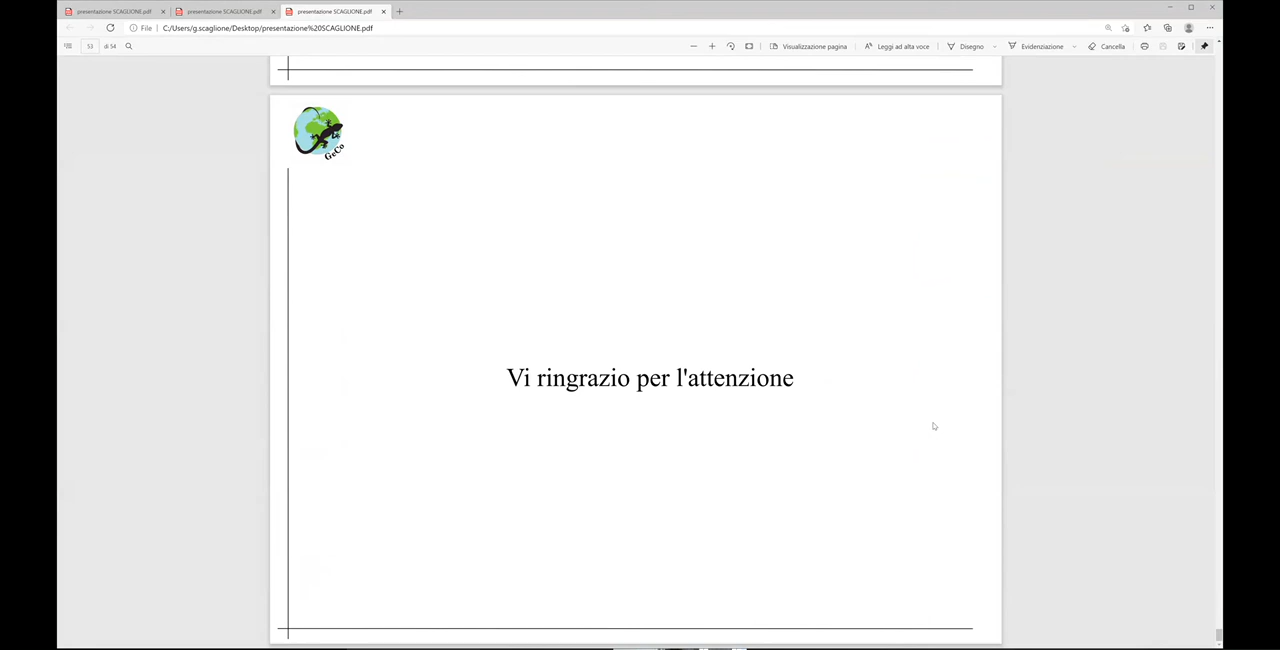 presentazione SCAGLIONE.pdf
presentazione SCAGLIONE.pdf
presentazione SCAGLIONE.pdf
File
C:/Users/g.scaglione/Desktop/presentazione%20SCAGLIONE.pdf
53 di 54
Visualizzazione pagina
Leggi ad alta voce
Disegno
Evidenziazione
Cancella
GeCo
Vi ringrazio per l'attenzione